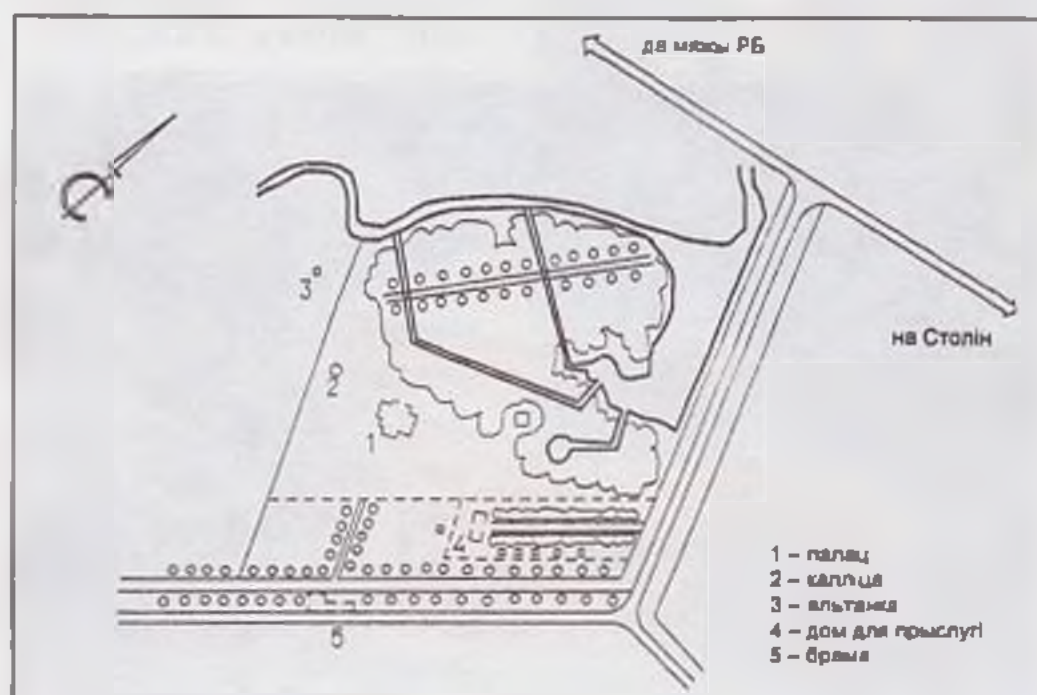 да мяжы РБ
на Столін
3
2
1
5
1 – палац
2 – капліца
3 – альтанка
4 – дом для прыслугі
5 – брама